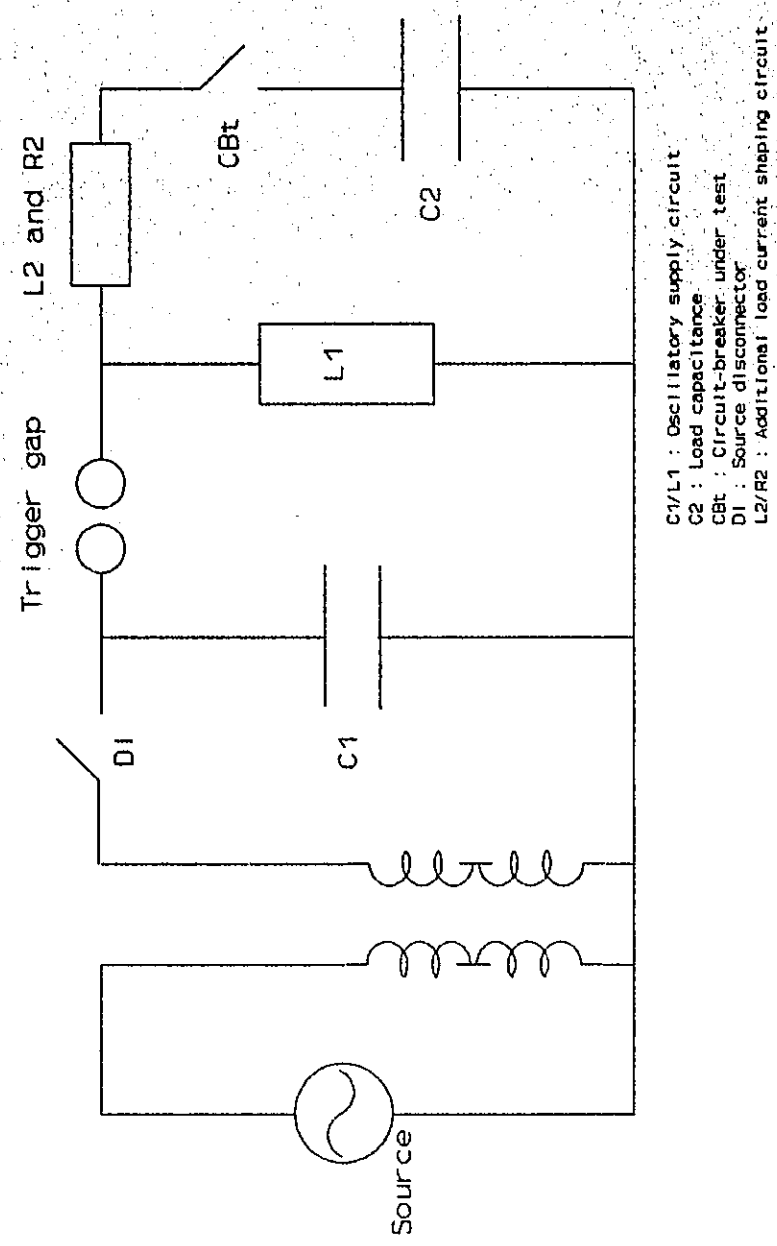 Trigger gap
L2 and R2
DI
CBt
C1
L1
C2
Source
C1/L1 : Oscillatory supply circuit
C2 : Load capacitance
CBt : Circuit-breaker under test
DI : Source disconnector
L2/R2 : Additional load current shaping circuit